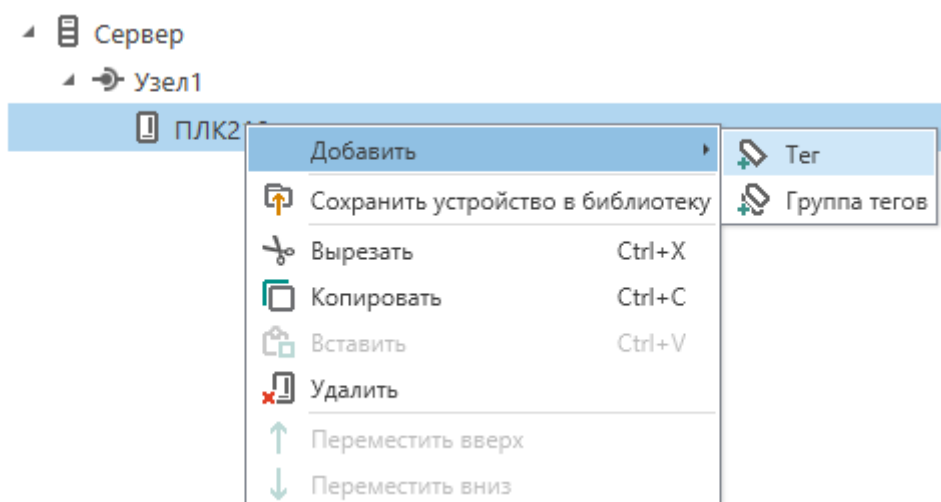 Сервер
Узел1
Добавить
Тег
Сохранить устройство в библиотеку
Группа тегов
Вырезать Ctrl+X
Копировать Ctrl+C
Вставить Ctrl+V
Удалить
Переместить вверх
Переместить вниз